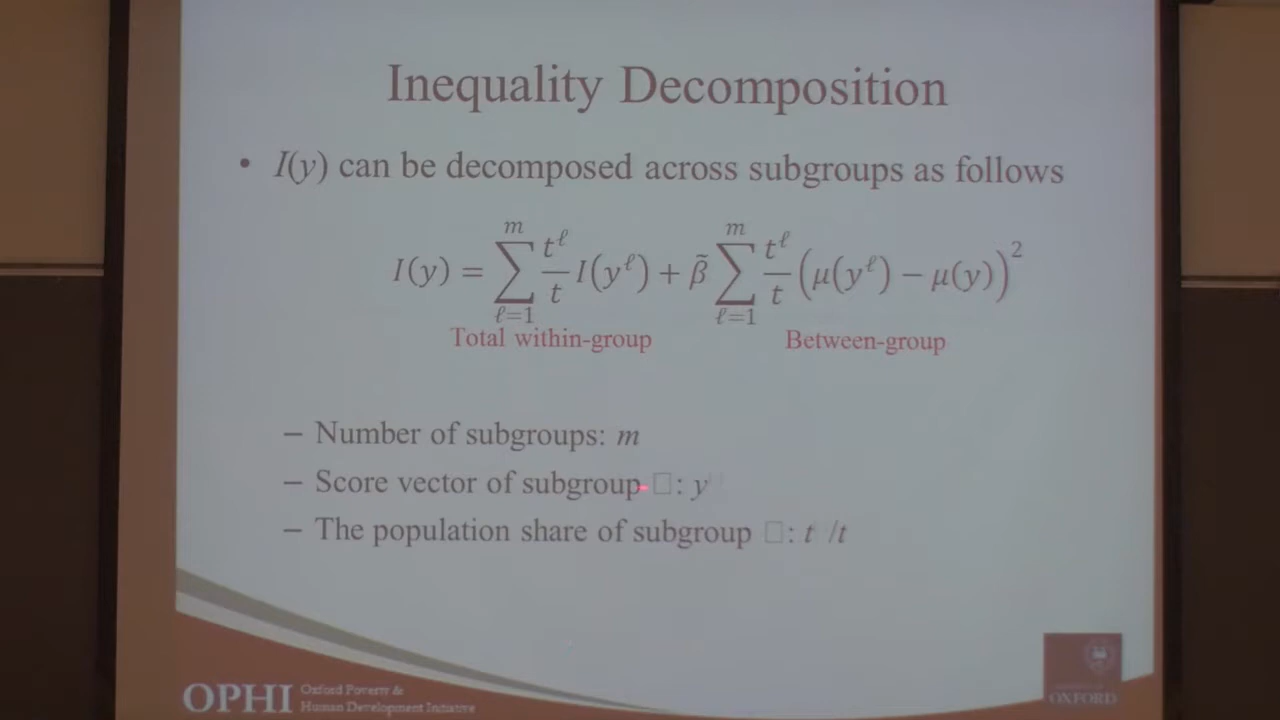 Inequality Decomposition
• I(y) can be decomposed across subgroups as follows
I(y) = ∑_{ℓ=1}^{m} t^ℓ/t I(y^ℓ) + β̃ ∑_{ℓ=1}^{m} t^ℓ/t (μ(y^ℓ) − μ(y))²
Total within-group Between-group
– Number of subgroups: m
– Score vector of subgroup □: y
– The population share of subgroup □: t /t
OPHI Oxford Poverty &
Human Development Initiative
OXFORD